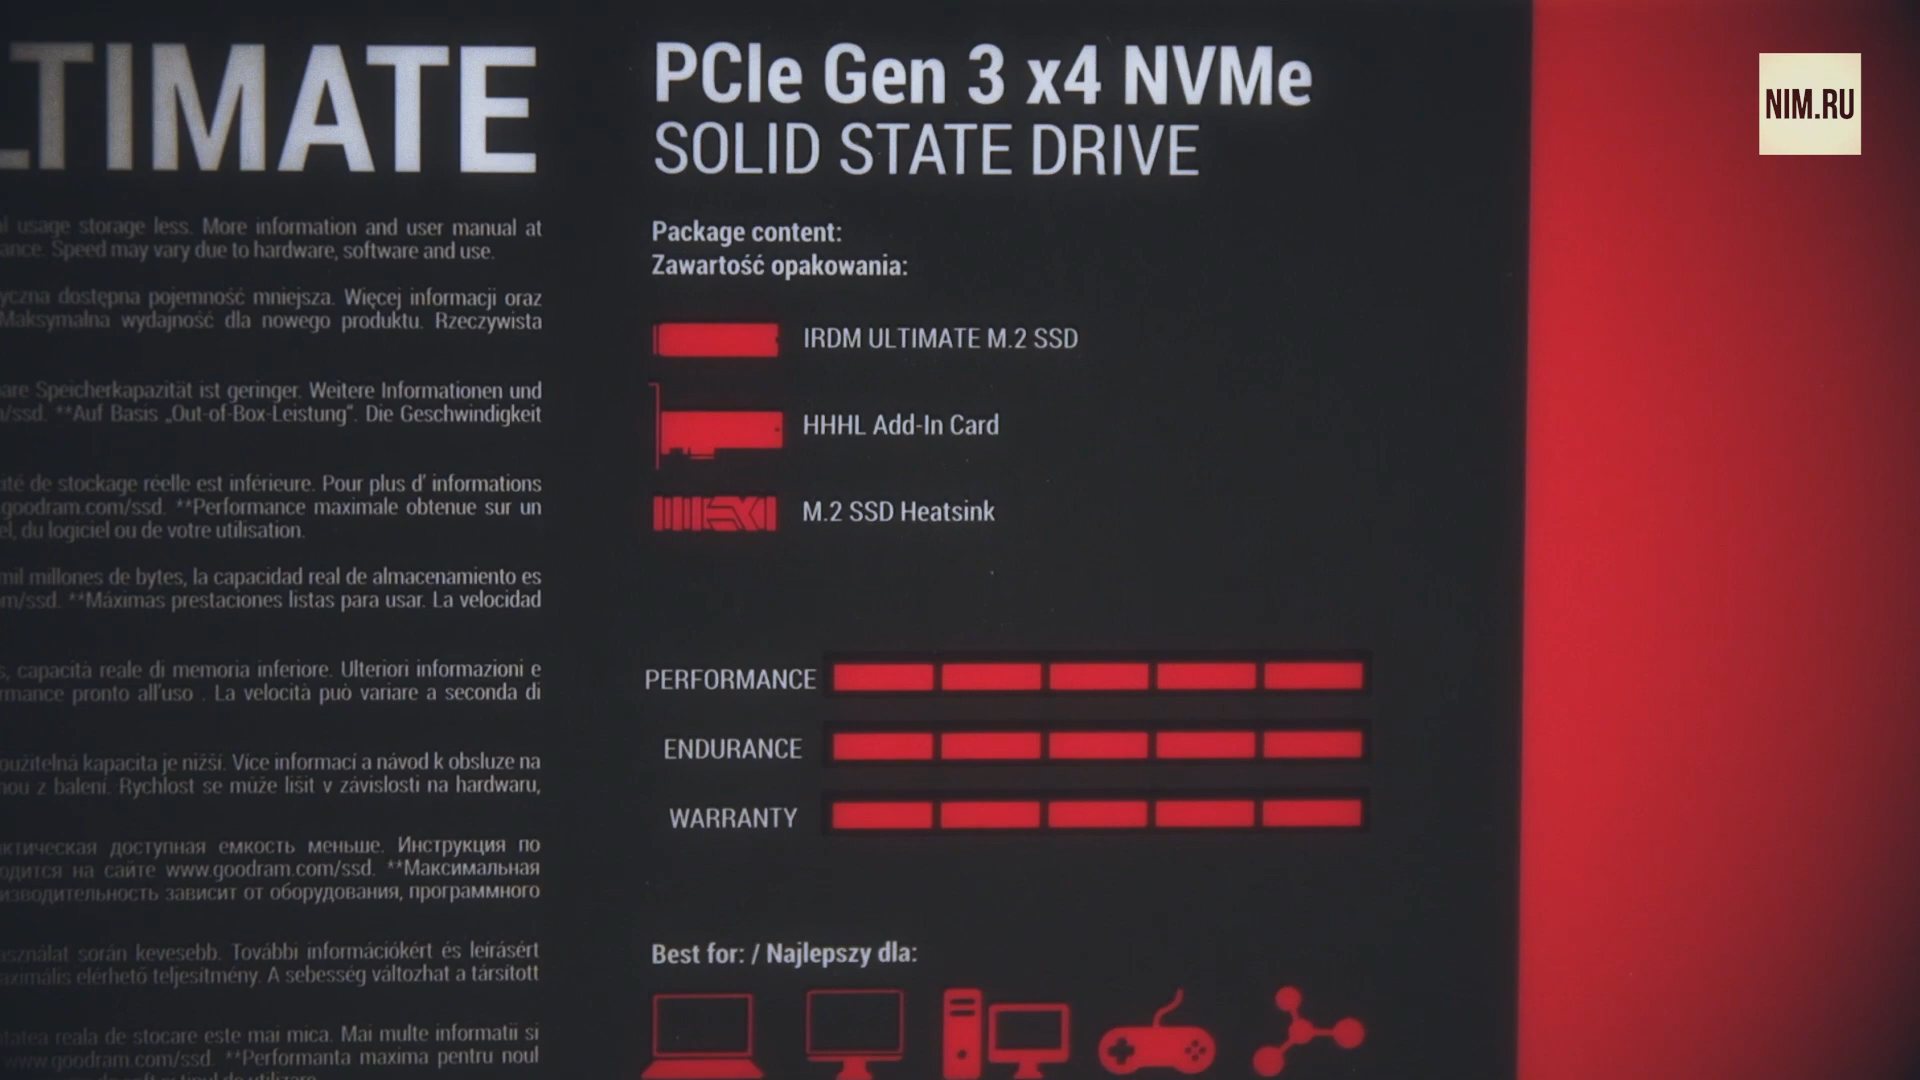 TIMATE
usage storage less. More information and user manual at
Speed may vary due to hardware, software and use.
dostępna pojemność mniejsza. Więcej informacji oraz
Maksymalna wydajność dla nowego produktu. Rzeczywista
Speicherkapazität ist geringer. Weitere Informationen und
/ssd. **Auf Basis „Out-of-Box-Leistung". Die Geschwindigkeit
de stockage réelle est inférieure. Pour plus d' informations
goodram.com/ssd. **Performance maximale obtenue sur un
du logiciel ou de votre utilisation.
mil millones de bytes, la capacidad real de almacenamiento es
m/ssd. **Máximas prestaciones listas para usar. La velocidad
capacità reale di memoria inferiore. Ulteriori informazioni e
rmance pronto all'uso . La velocità può variare a seconda di
kapacita je nižší. Více informací a návod k obsluze na
z balení. Rychlost se může lišit v závislosti na hardwaru,
доступная емкость меньше. Инструкция по
на сайте www.goodram.com/ssd. **Максимальная
зависит от оборудования, программного
során kevesebb. További információkért és leírásért
elérhető teljesítmény. A sebesség változhat a társított
reala de stocare este mai mica. Mai multe informatii si
www.goodram.com/ssd. **Performanta maxima pentru noul
PCIe Gen 3 x4 NVMe
SOLID STATE DRIVE
Package content:
Zawartość opakowania:
IRDM ULTIMATE M.2 SSD
HHHL Add-In Card
M.2 SSD Heatsink
PERFORMANCE
ENDURANCE
WARRANTY
Best for: / Najlepszy dla:
NIM.RU